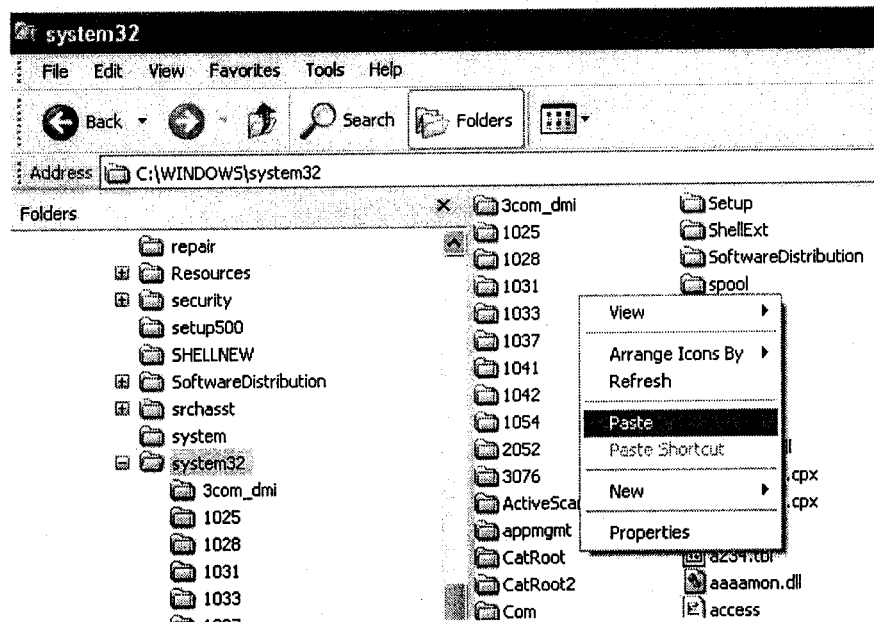 system32
File Edit View Favorites Tools Help
Back Search Folders
Address C:\WINDOWS\system32
Folders
repair
Resources
security
setup500
SHELLNEW
SoftwareDistribution
srchasst
system
system32
3com_dmi
1025
1028
1031
1033
3com_dmi
1025
1028
1031
1033
1037
1041
1042
1054
2052
3076
appmgmt
CatRoot
CatRoot2
Com
Setup
ShellExt
SoftwareDistribution
spool
.cpx
.cpx
aaaamon.dll
access
View
Arrange Icons By
Refresh
Paste
Paste Shortcut
New
Properties